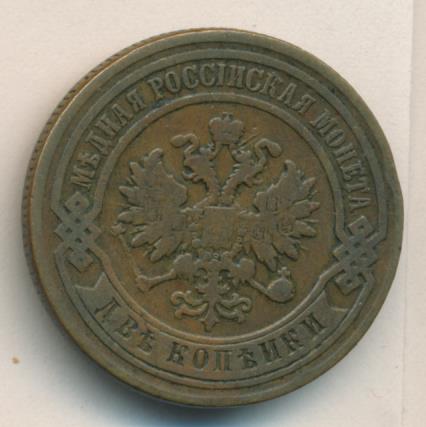 МѢДНАЯ РОССІЙСКАЯ МОНЕТА
ДВѢ КОПѢЙКИ